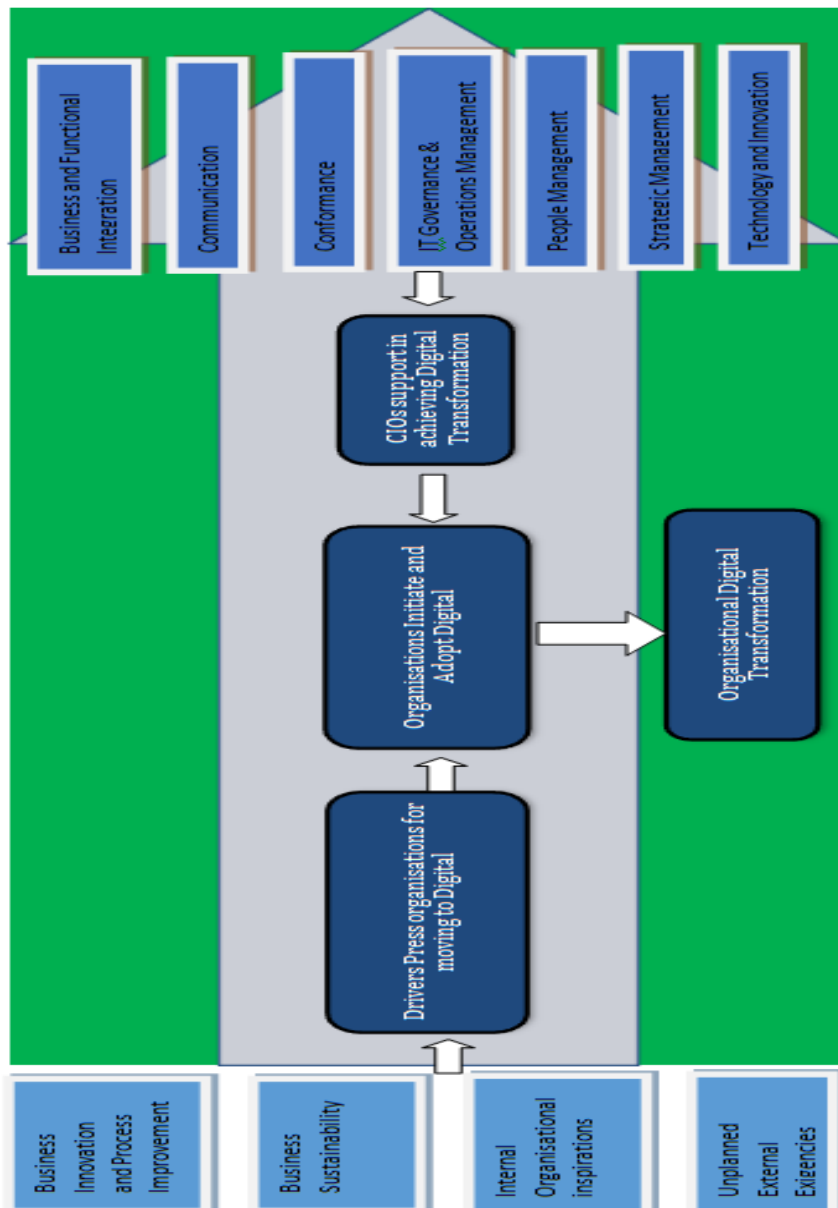 Business
Innovation
and Process
Improvement
Business
Sustainability
Internal
Organisational
inspirations
Unplanned
External
Exigencies
Drivers Press organisations for
moving to Digital
Organisations Initiate and
Adopt Digital
CIOs support in
achieving Digital
Transformation
Organisational Digital
Transformation
Business and Functional
Integration
Communication
Conformance
IT Governance &
Operations Management
People Management
Strategic Management
Technology and Innovation